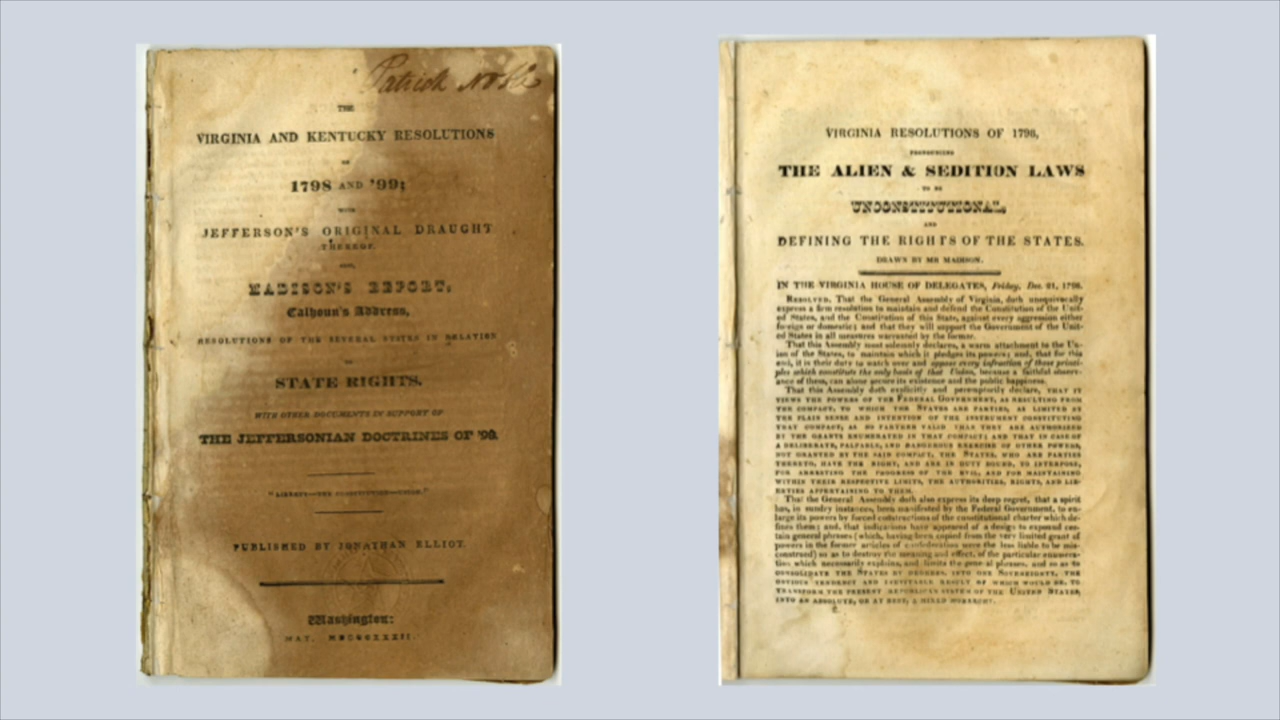 Patrick Noble
THE
VIRGINIA AND KENTUCKY RESOLUTIONS
OF
1798 AND '99;
WITH
JEFFERSON'S ORIGINAL DRAUGHT
THEREOF.
ALSO,
MADISON'S REPORT,
Calhoun's Address,
RESOLUTIONS OF THE SEVERAL STATES IN RELATION
TO
STATE RIGHTS.
WITH OTHER DOCUMENTS IN SUPPORT OF
THE JEFFERSONIAN DOCTRINES OF '98.
"LIBERTY—THE CONSTITUTION—UNION."
PUBLISHED BY JONATHAN ELLIOT.
Washington:
MAY, MDCCCXXXII.
VIRGINIA RESOLUTIONS OF 1798,
PRONOUNCING
THE ALIEN & SEDITION LAWS
TO BE
UNCONSTITUTIONAL,
AND
DEFINING THE RIGHTS OF THE STATES.
DRAWN BY MR MADISON.
IN THE VIRGINIA HOUSE OF DELEGATES, Friday, Dec. 21, 1798.
RESOLVED, That the General Assembly of Virginia, doth unequivocally
express a firm resolution to maintain and defend the Constitution of the Unit-
ed States, and the Constitution of this State, against every aggression either
foreign or domestic; and that they will support the Government of the Unit-
ed States in all measures warranted by the former.
That this Assembly most solemnly declares, a warm attachment to the Un-
ion of the States, to maintain which it pledges its powers; and, that for this
end, it is their duty to watch over and oppose every infraction of those princi-
ples which constitute the only basis of that Union, because a faithful observ-
ance of them, can alone secure its existence and the public happiness.
That this Assembly doth explicitly and peremptorily declare, THAT IT
VIEWS THE POWERS OF THE FEDERAL GOVERNMENT, AS RESULTING FROM
THE COMPACT, TO WHICH THE STATES ARE PARTIES, AS LIMITED BY
THE PLAIN SENSE AND INTENTION OF THE INSTRUMENT CONSTITUTING
THAT COMPACT, AS NO FARTHER VALID THAN THEY ARE AUTHORISED
BY THE GRANTS ENUMERATED IN THAT COMPACT; AND THAT IN CASE OF
A DELIBERATE, PALPABLE, AND DANGEROUS EXERCISE OF OTHER POWERS,
NOT GRANTED BY THE SAID COMPACT, THE STATES, WHO ARE PARTIES
THERETO, HAVE THE RIGHT, AND ARE IN DUTY BOUND, TO INTERPOSE,
FOR ARRESTING THE PROGRESS OF THE EVIL, AND FOR MAINTAINING
WITHIN THEIR RESPECTIVE LIMITS, THE AUTHORITIES, RIGHTS, AND LIB-
ERTIES APPERTAINING TO THEM.
That the General Assembly doth also express its deep regret, that a spirit
has, in sundry instances, been manifested by the Federal Government, to en-
large its powers by forced constructions of the constitutional charter which de-
fines them; and, that indications have appeared of a design to expound cer-
tain general phrases (which, having been copied from the very limited grant of
powers in the former articles of confederation were the less liable to be mis-
construed) so as to destroy the meaning and effect, of the particular enumera-
tion which necessarily explains, and limits the general phrases, and so as to
CONSOLIDATE THE STATES BY DEGREES, INTO ONE SOVEREIGNTY, THE
OBVIOUS TENDENCY AND INEVITABLE RESULT OF WHICH WOULD BE, TO
TRANSFORM THE PRESENT REPUBLICAN SYSTEM OF THE UNITED STATES,
INTO AN ABSOLUTE, OR AT BEST, A MIXED MONARCHY.